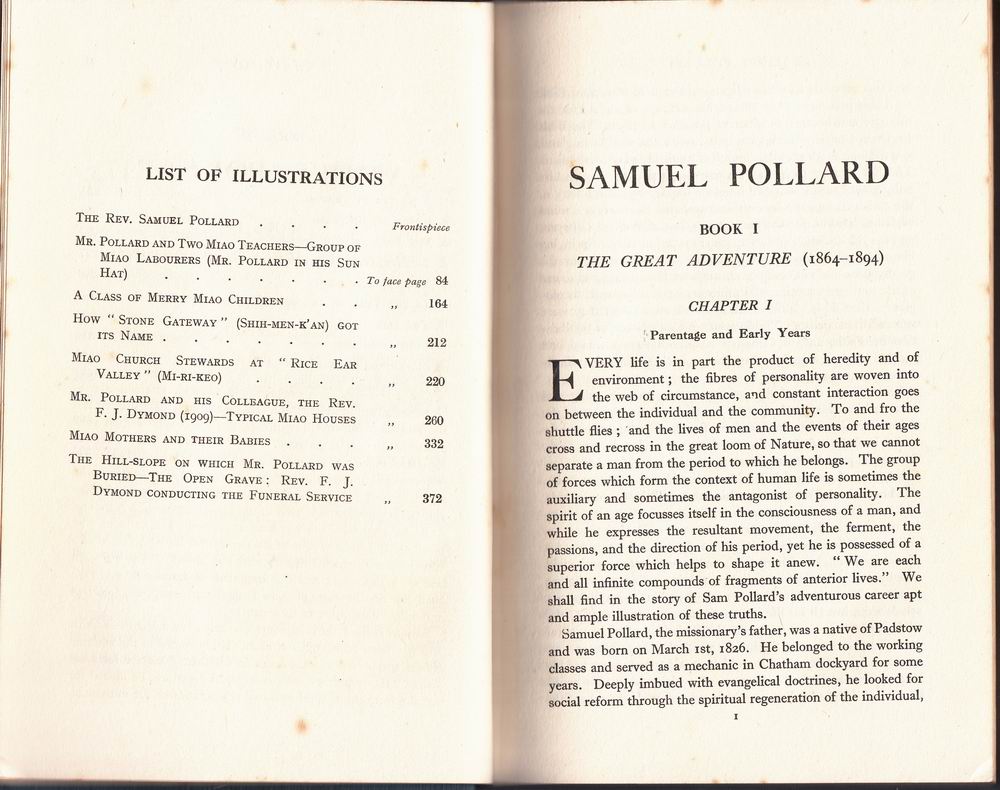 LIST OF ILLUSTRATIONS
THE REV. SAMUEL POLLARD . . . . Frontispiece
MR. POLLARD AND TWO MIAO TEACHERS—GROUP OF
MIAO LABOURERS (MR. POLLARD IN HIS SUN
HAT) . . . . . . To face page 84
A CLASS OF MERRY MIAO CHILDREN . . „ 164
HOW “ STONE GATEWAY ” (SHIH-MEN-K’AN) GOT
ITS NAME . . . . . . . „ 212
MIAO CHURCH STEWARDS AT “ RICE EAR
VALLEY ” (MI-RI-KEO) . . . . „ 220
MR. POLLARD AND HIS COLLEAGUE, THE REV.
F. J. DYMOND (1909)—TYPICAL MIAO HOUSES „ 260
MIAO MOTHERS AND THEIR BABIES . . . „ 332
THE HILL-SLOPE ON WHICH MR. POLLARD WAS
BURIED—THE OPEN GRAVE : REV. F. J.
DYMOND CONDUCTING THE FUNERAL SERVICE „ 372
SAMUEL POLLARD
BOOK I
THE GREAT ADVENTURE (1864–1894)
CHAPTER I
Parentage and Early Years
EVERY life is in part the product of heredity and of
environment ; the fibres of personality are woven into
the web of circumstance, and constant interaction goes
on between the individual and the community. To and fro the
shuttle flies ; and the lives of men and the events of their ages
cross and recross in the great loom of Nature, so that we cannot
separate a man from the period to which he belongs. The group
of forces which form the context of human life is sometimes the
auxiliary and sometimes the antagonist of personality. The
spirit of an age focusses itself in the consciousness of a man, and
while he expresses the resultant movement, the ferment, the
passions, and the direction of his period, yet he is possessed of a
superior force which helps to shape it anew. “ We are each
and all infinite compounds of fragments of anterior lives.” We
shall find in the story of Sam Pollard’s adventurous career apt
and ample illustration of these truths.
Samuel Pollard, the missionary’s father, was a native of Padstow
and was born on March 1st, 1826. He belonged to the working
classes and served as a mechanic in Chatham dockyard for some
years. Deeply imbued with evangelical doctrines, he looked for
social reform through the spiritual regeneration of the individual,
1